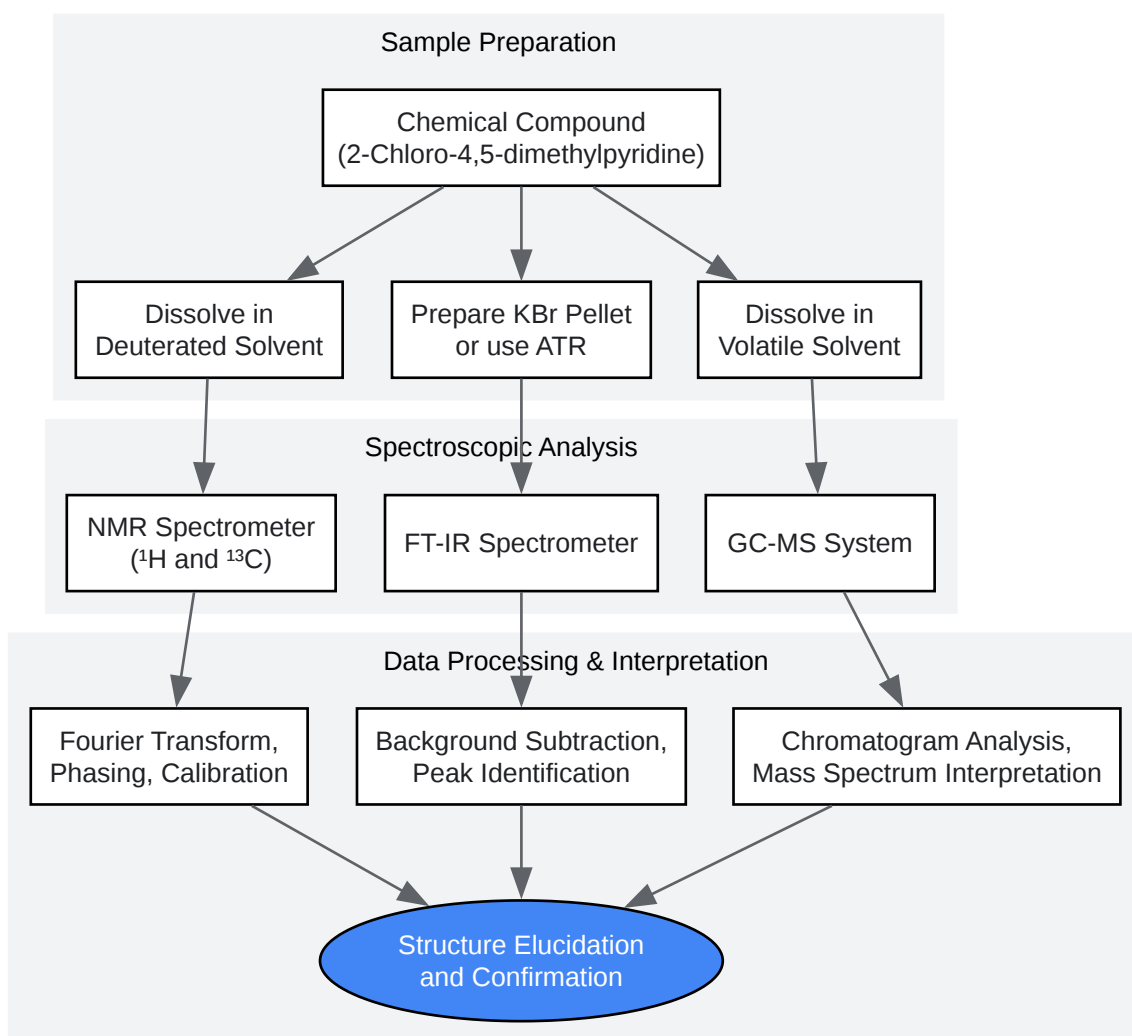 Sample Preparation
Chemical Compound
(2-Chloro-4,5-dimethylpyridine)
Dissolve in
Deuterated Solvent
Prepare KBr Pellet
or use ATR
Dissolve in
Volatile Solvent
Spectroscopic Analysis
NMR Spectrometer
(¹H and ¹³C)
FT-IR Spectrometer
GC-MS System
Data Processing & Interpretation
Fourier Transform,
Phasing, Calibration
Background Subtraction,
Peak Identification
Chromatogram Analysis,
Mass Spectrum Interpretation
Structure Elucidation
and Confirmation